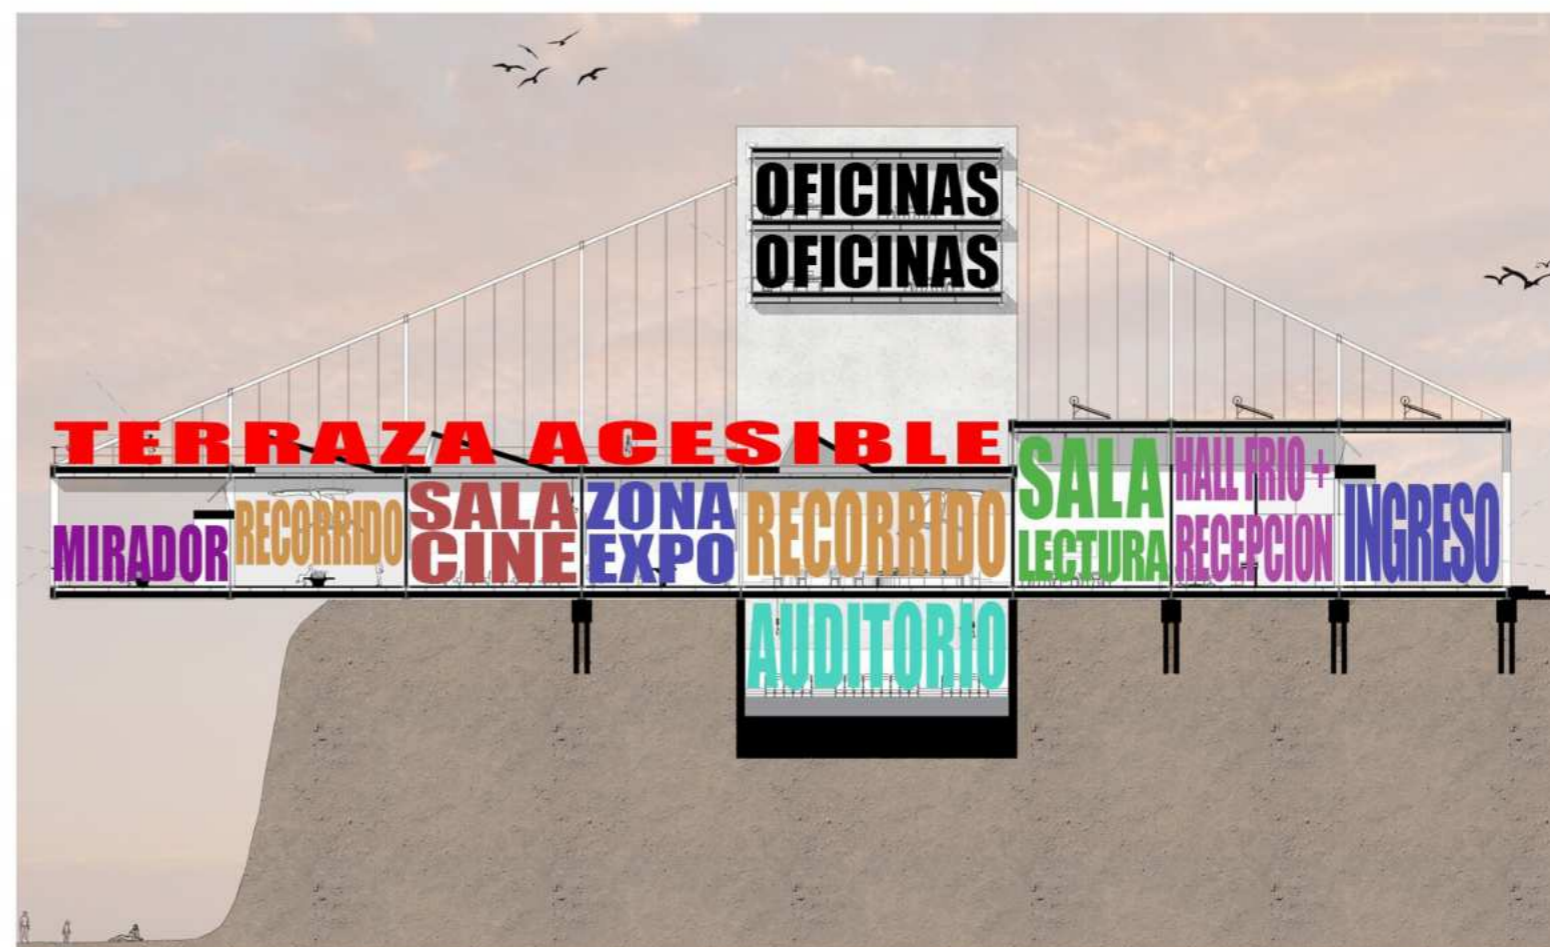 OFICINAS
OFICINAS
TERRAZA ACESIBLE
MIRADOR
RECORRIDO
SALA
CINE
ZONA
EXPO
RECORRIDO
SALA
LECTURA
HALL FRIO +
RECEPCION
INGRESO
AUDITORIO